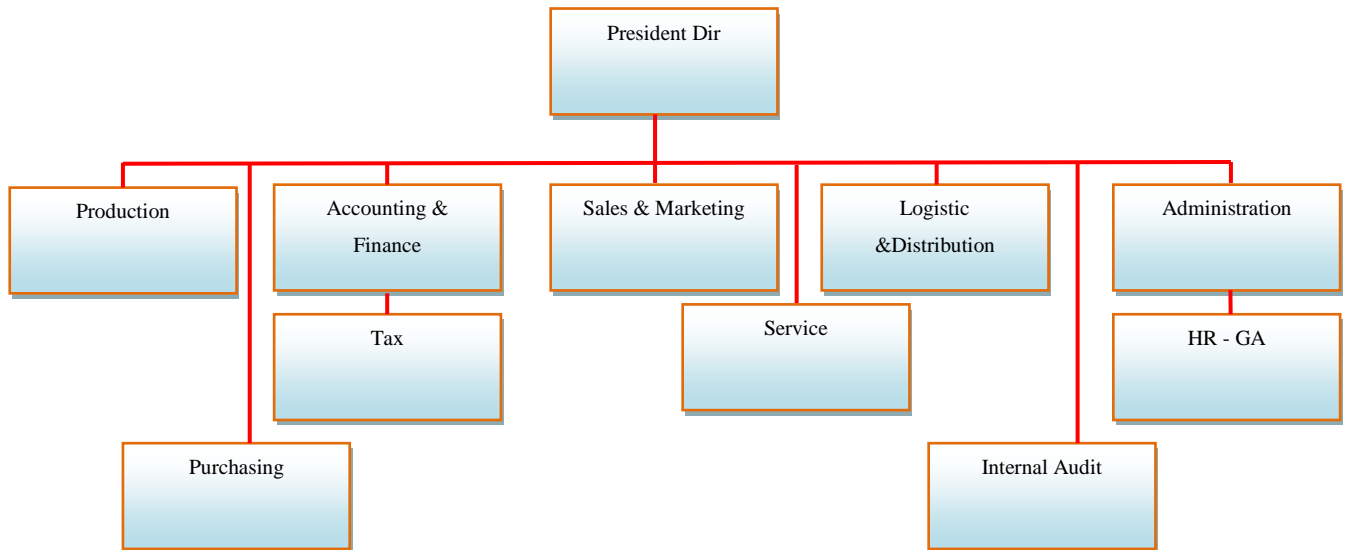 President Dir
Production
Accounting &
Finance
Sales & Marketing
Logistic
&Distribution
Administration
Tax
Service
HR - GA
Purchasing
Internal Audit